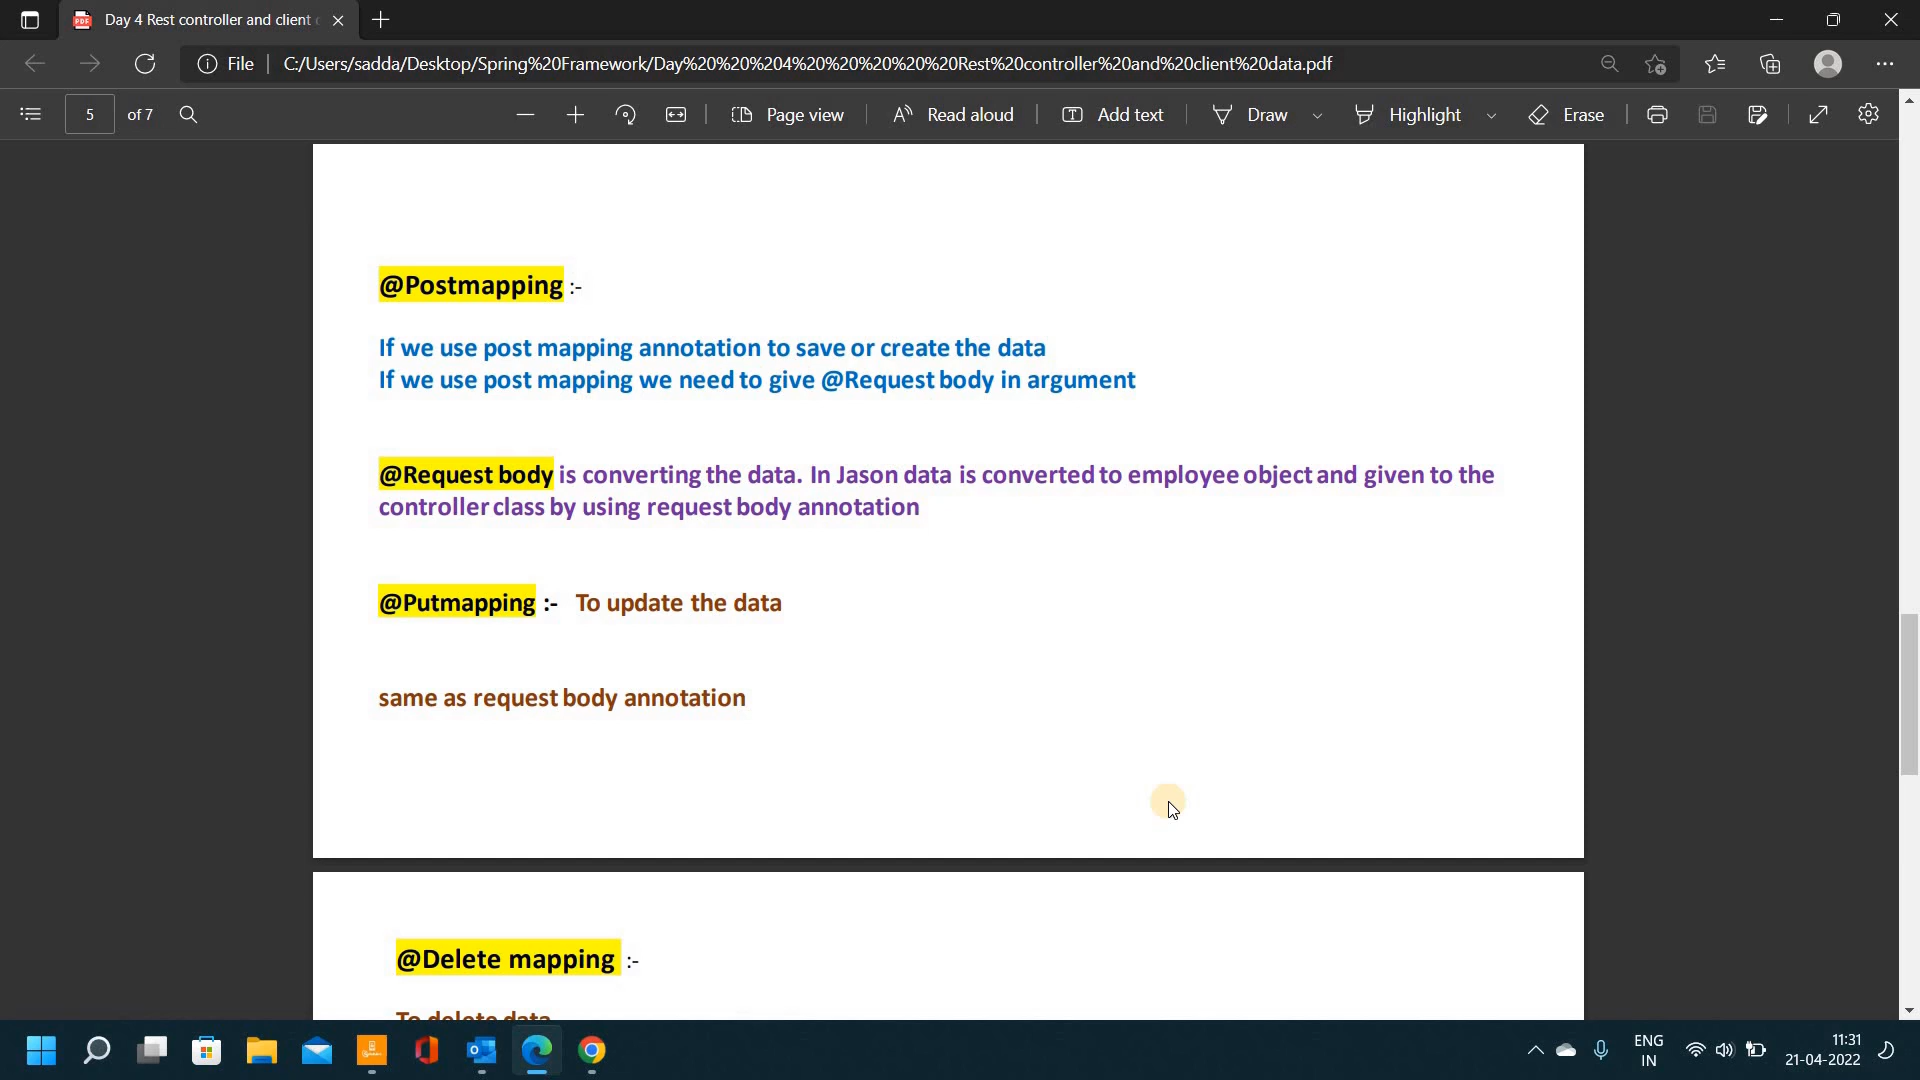 Day 4 Rest controller and client
File
C:/Users/sadda/Desktop/Spring%20Framework/Day%20%20%204%20%20%20%20%20Rest%20controller%20and%20client%20data.pdf
5 of 7
Page view
Read aloud
Add text
Draw
Highlight
Erase
@Postmapping :-
If we use post mapping annotation to save or create the data
If we use post mapping we need to give @Request body in argument
@Request body is converting the data. In Jason data is converted to employee object and given to the
controller class by using request body annotation
@Putmapping :- To update the data
same as request body annotation
@Delete mapping :-
To delete data
ENG
IN
11:31
21-04-2022